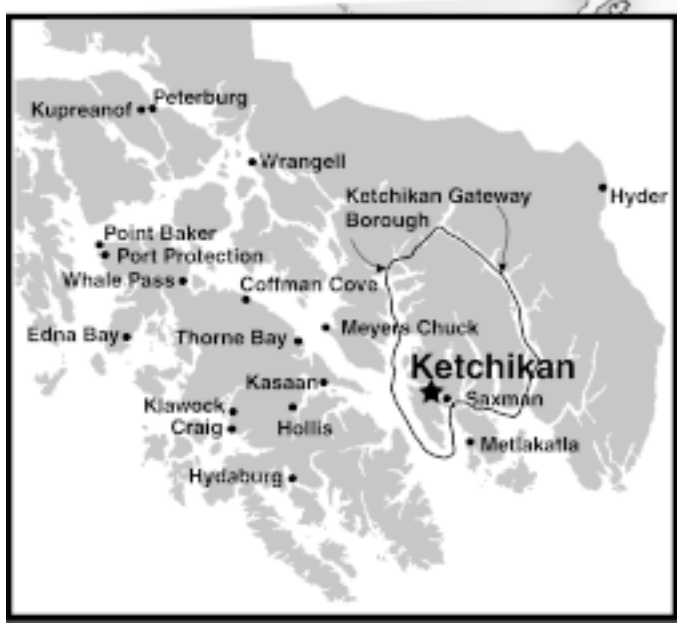 Peterburg
Kupreanof
Wrangell
Ketchikan Gateway
Borough
Hyder
Point Baker
Port Protection
Whale Pass
Coffman Cove
Edna Bay
Thorne Bay
Meyers Chuck
Ketchikan
Kasaan
Saxman
Klawock
Craig
Hollis
Metlakatla
Hydaburg